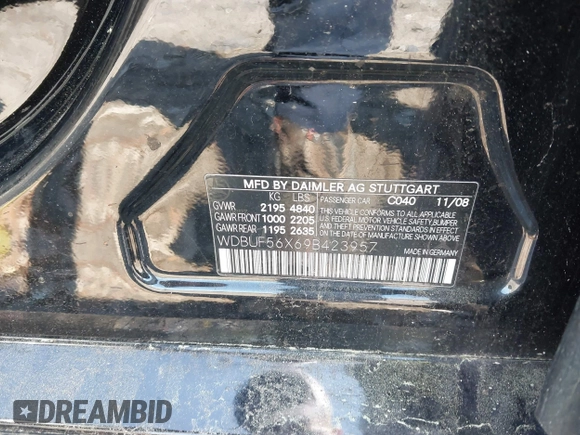 MFD BY DAIMLER AG STUTTGART
KG LBS PASSENGER CAR C040 11/08
GVWR 2195 4840 THIS VEHICLE CONFORMS TO ALL APPLICABLE
GAWR FRONT 1000 2205 U.S. FEDERAL MOTOR VEHICLE SAFETY, BUMPER
GAWR REAR 1195 2635 AND THEFT PREVENTION STANDARDS IN EFFECT ON THE DATE OF MANUFACTURE SHOWN ABOVE
WDBUF56X69B423957
MADE IN GERMANY
DREAMBID